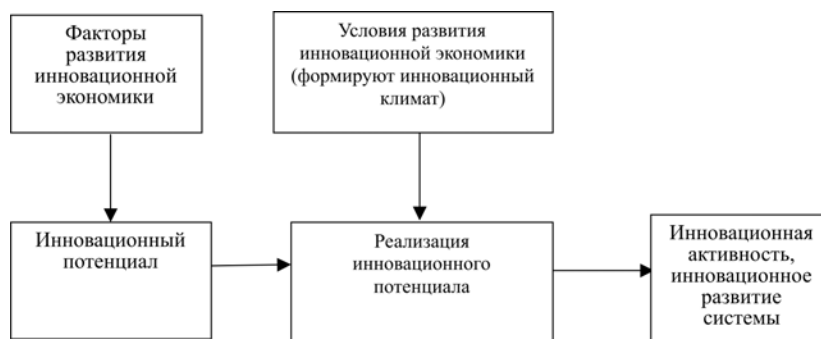 Факторы
развития
инновационной
экономики
Условия развития
инновационной экономики
(формируют инновационный
климат)
Инновационный
потенциал
Реализация
инновационного
потенциала
Инновационная
активность,
инновационное
развитие
системы